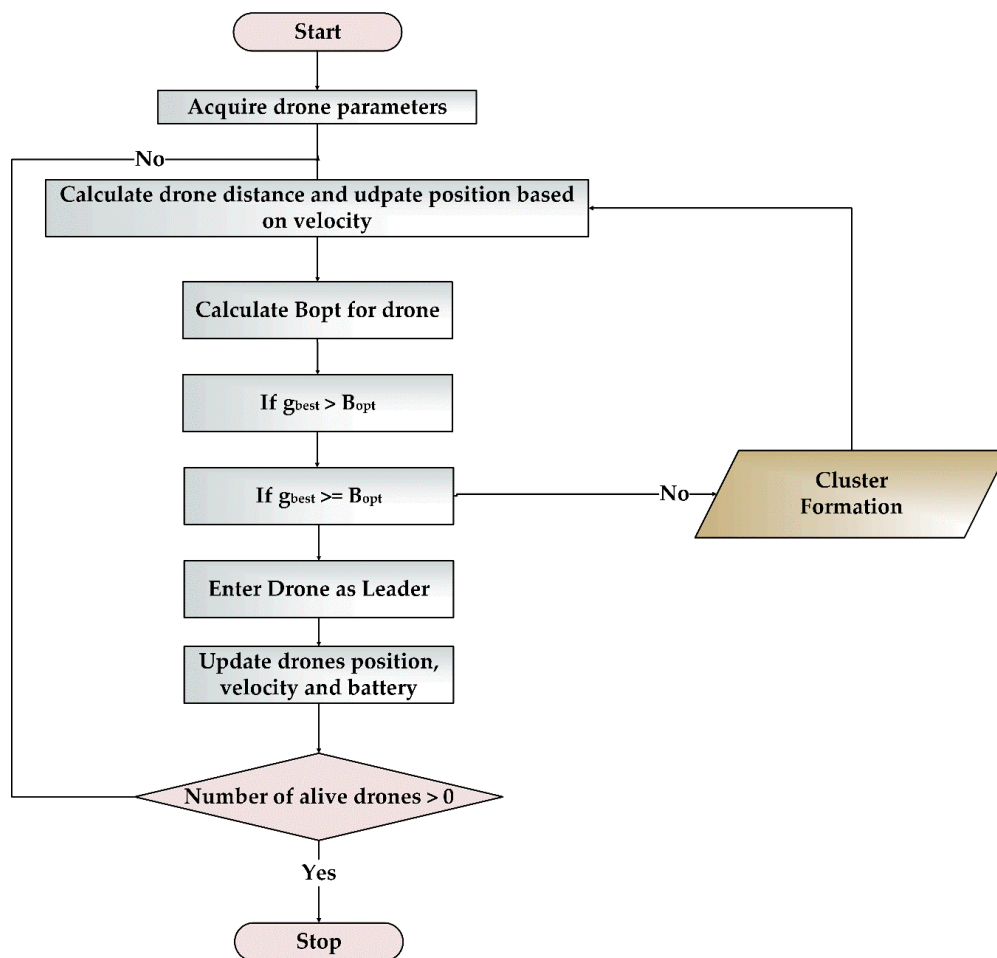 Start
Acquire drone parameters
No
Calculate drone distance and udpate position based
on velocity
Calculate Bopt for drone
If gbest > Bopt
If gbest >= Bopt
No
Cluster
Formation
Enter Drone as Leader
Update drones position,
velocity and battery
Number of alive drones > 0
Yes
Stop